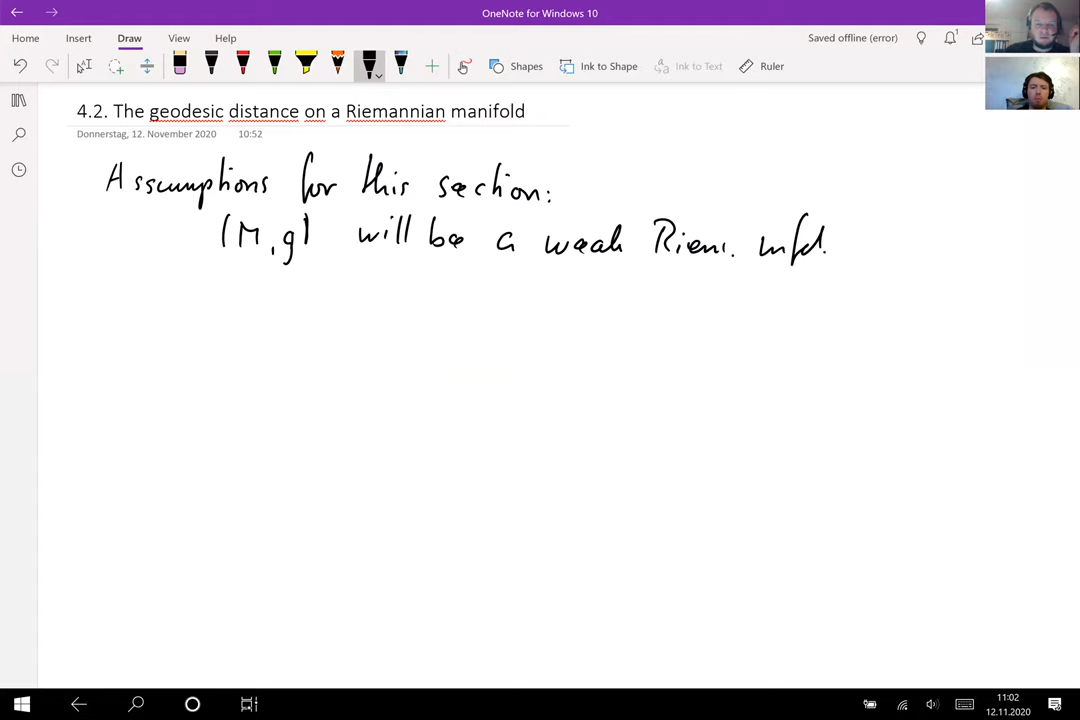 OneNote for Windows 10
Home Insert Draw View Help
Saved offline (error)
Shapes Ink to Shape Ink to Text Ruler
4.2. The geodesic distance on a Riemannian manifold
Donnerstag, 12. November 2020 10:52
Assumptions for this section:
(M, g) will be a weak Riem. mfd.
11:02
12.11.2020